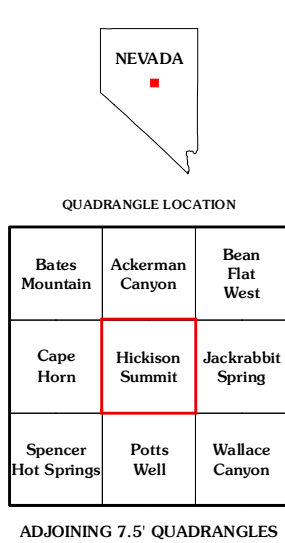 NEVADA
QUADRANGLE LOCATION
Bates
Mountain
Ackerman
Canyon
Bean
Flat
West
Cape
Horn
Hickison
Summit
Jackrabbit
Spring
Spencer
Hot Springs
Potts
Well
Wallace
Canyon
ADJOINING 7.5' QUADRANGLES